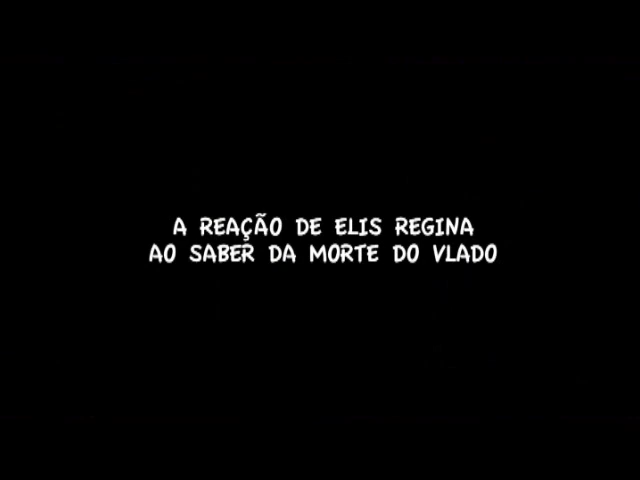 A REAÇÃO DE ELIS REGINA
AO SABER DA MORTE DO VLADO